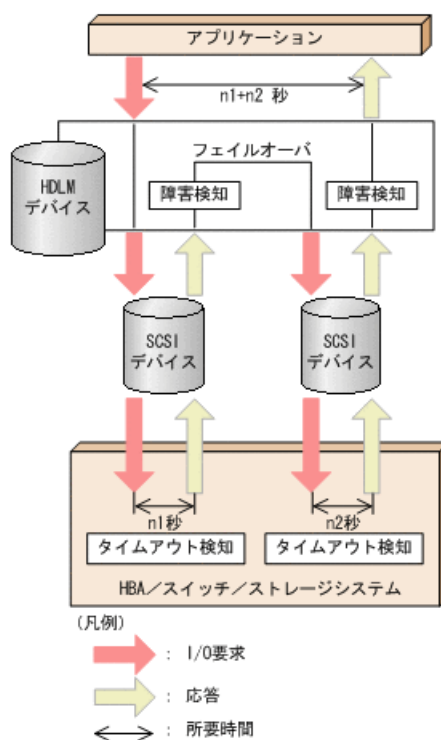 アプリケーション
n1+n2 秒
フェイルオーバ
HDLM
デバイス
障害検知
障害検知
SCSI
デバイス
SCSI
デバイス
n1秒
n2秒
タイムアウト検知
タイムアウト検知
HBA/スイッチ/ストレージシステム
(凡例)
: I/O要求
: 応答
: 所要時間